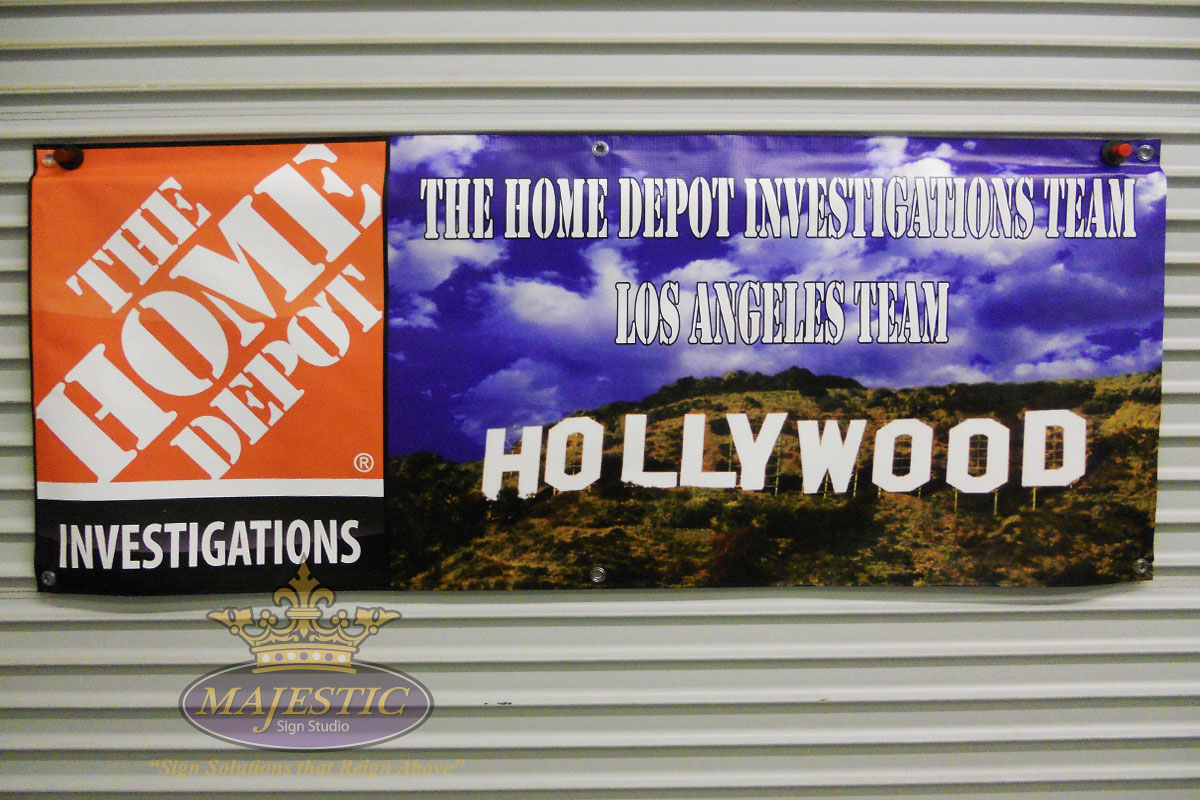 THE
HOME
DEPOT
®
INVESTIGATIONS
THE HOME DEPOT INVESTIGATIONS TEAM
LOS ANGELES TEAM
HOLLYWOOD
MAJESTIC
Sign Studio
"Sign Solutions that Reign Above"